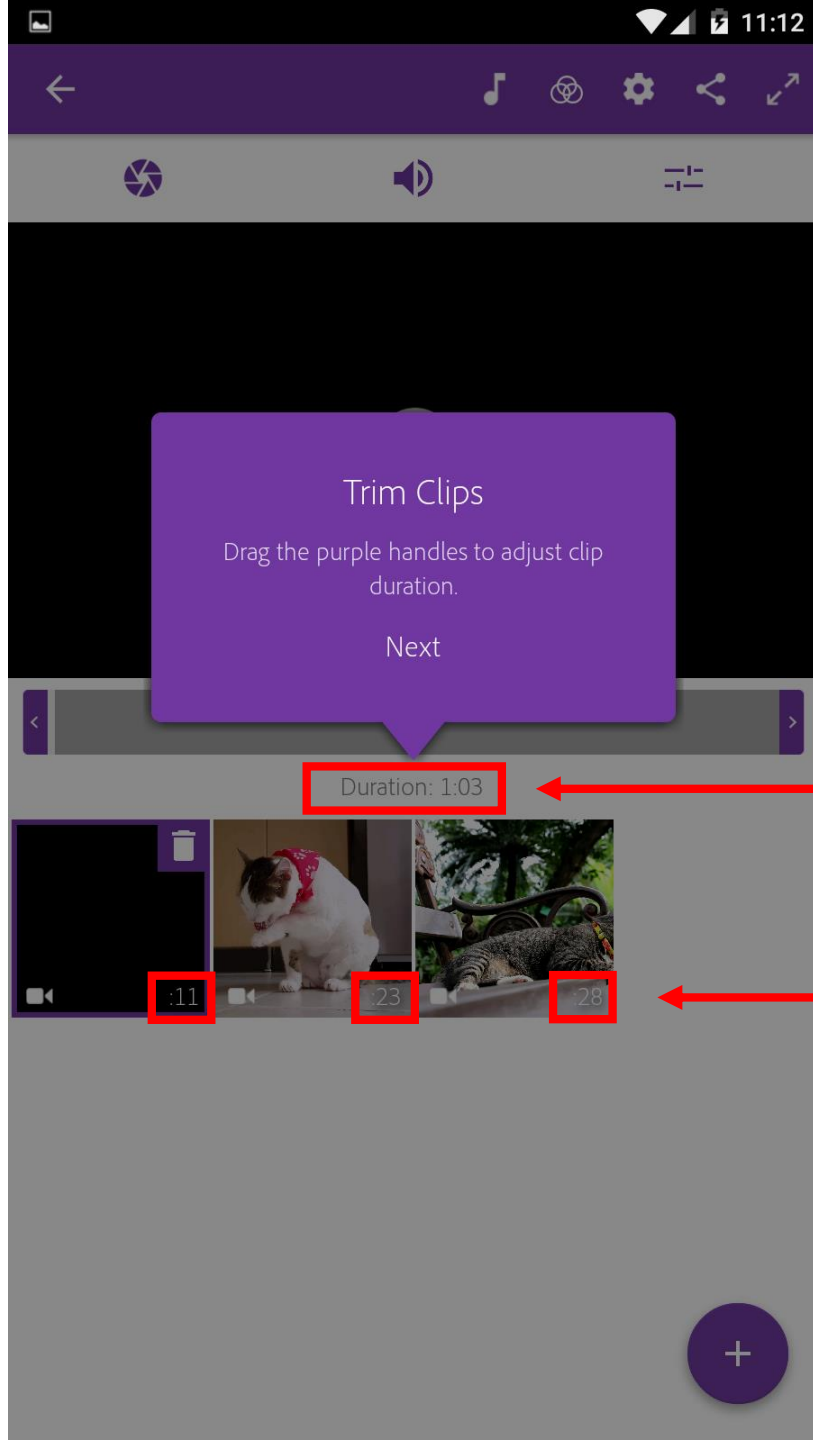 11:12
Trim Clips
Drag the purple handles to adjust clip
duration.
Next
Duration: 1:03
:11 :23 :28